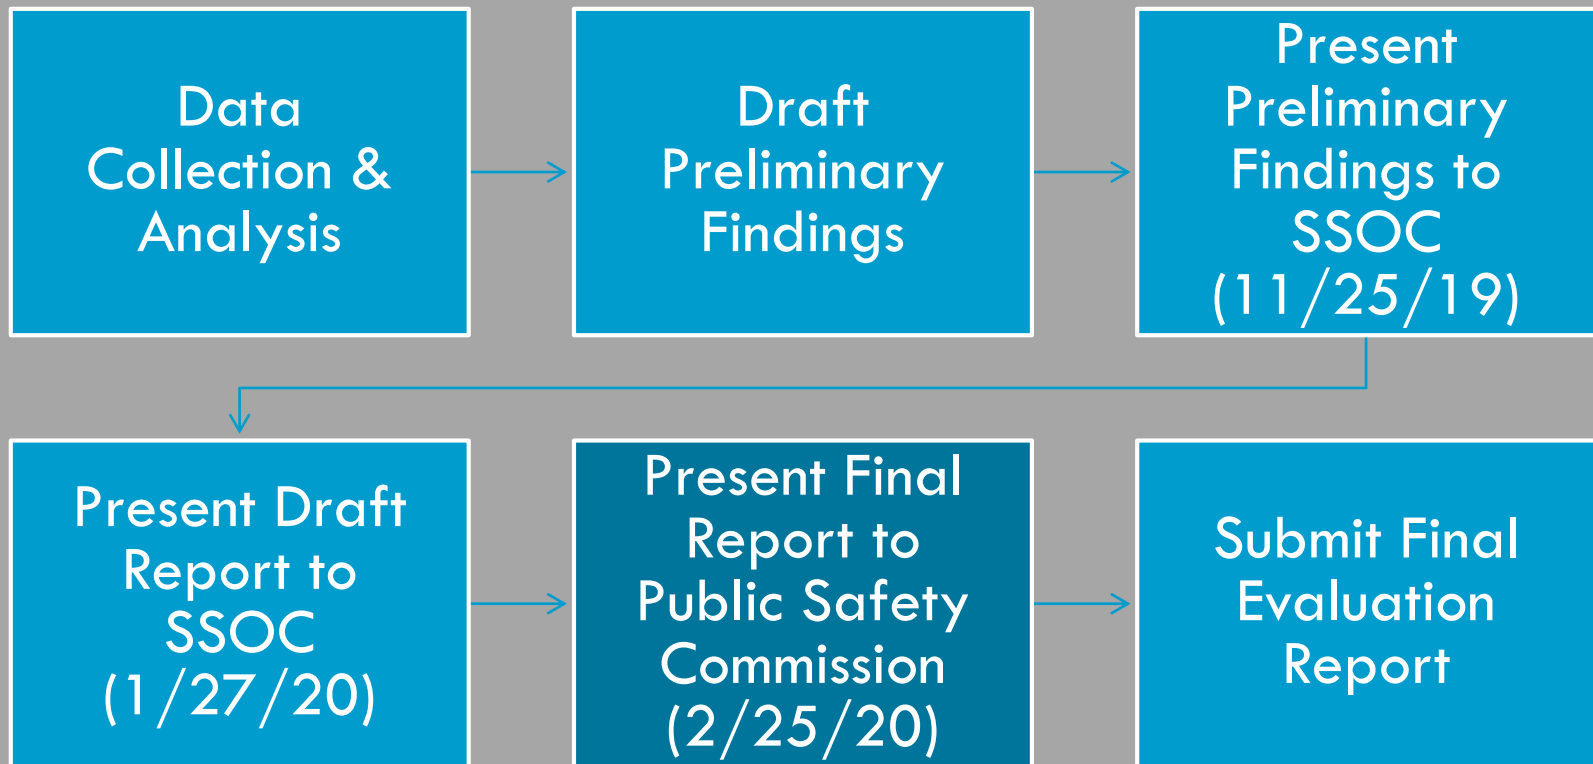 Data
Collection &
Analysis
Draft
Preliminary
Findings
Present
Preliminary
Findings to
SSOC
(11/25/19)
Present Draft
Report to
SSOC
(1/27/20)
Present Final
Report to
Public Safety
Commission
(2/25/20)
Submit Final
Evaluation
Report